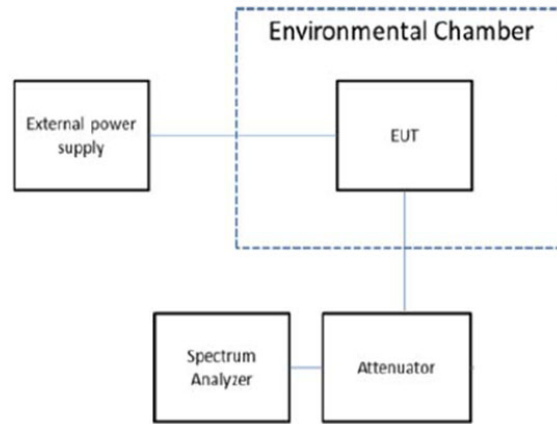 Environmental Chamber
External power
supply
EUT
Spectrum
Analyzer
Attenuator